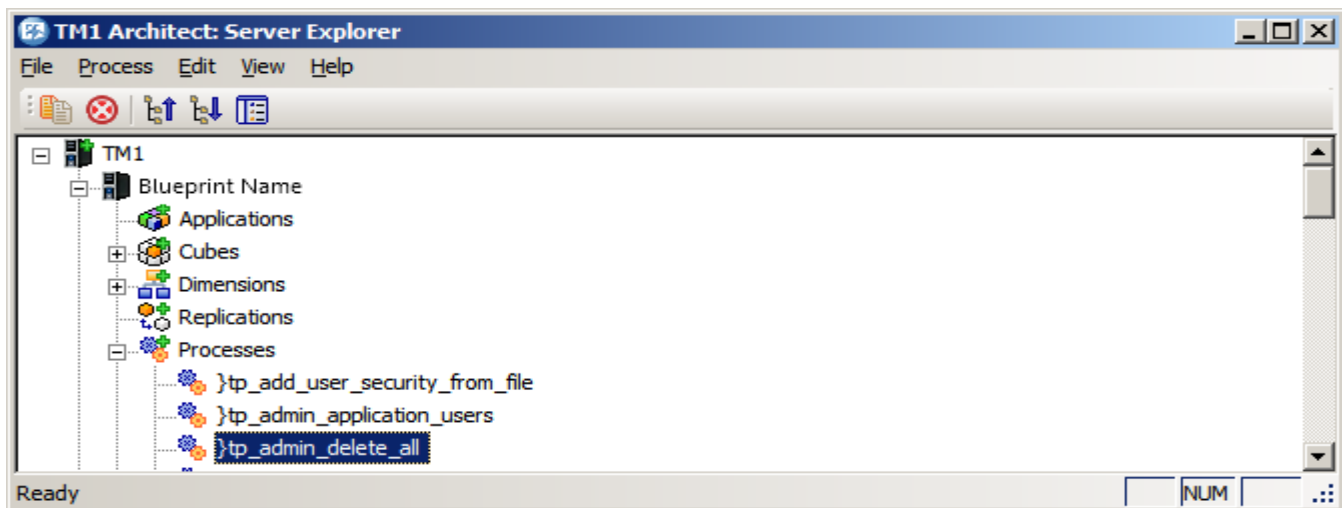 TM1 Architect: Server Explorer
File Process Edit View Help
TM1
Blueprint Name
Applications
Cubes
Dimensions
Replications
Processes
}tp_add_user_security_from_file
}tp_admin_application_users
}tp_admin_delete_all
Ready NUM